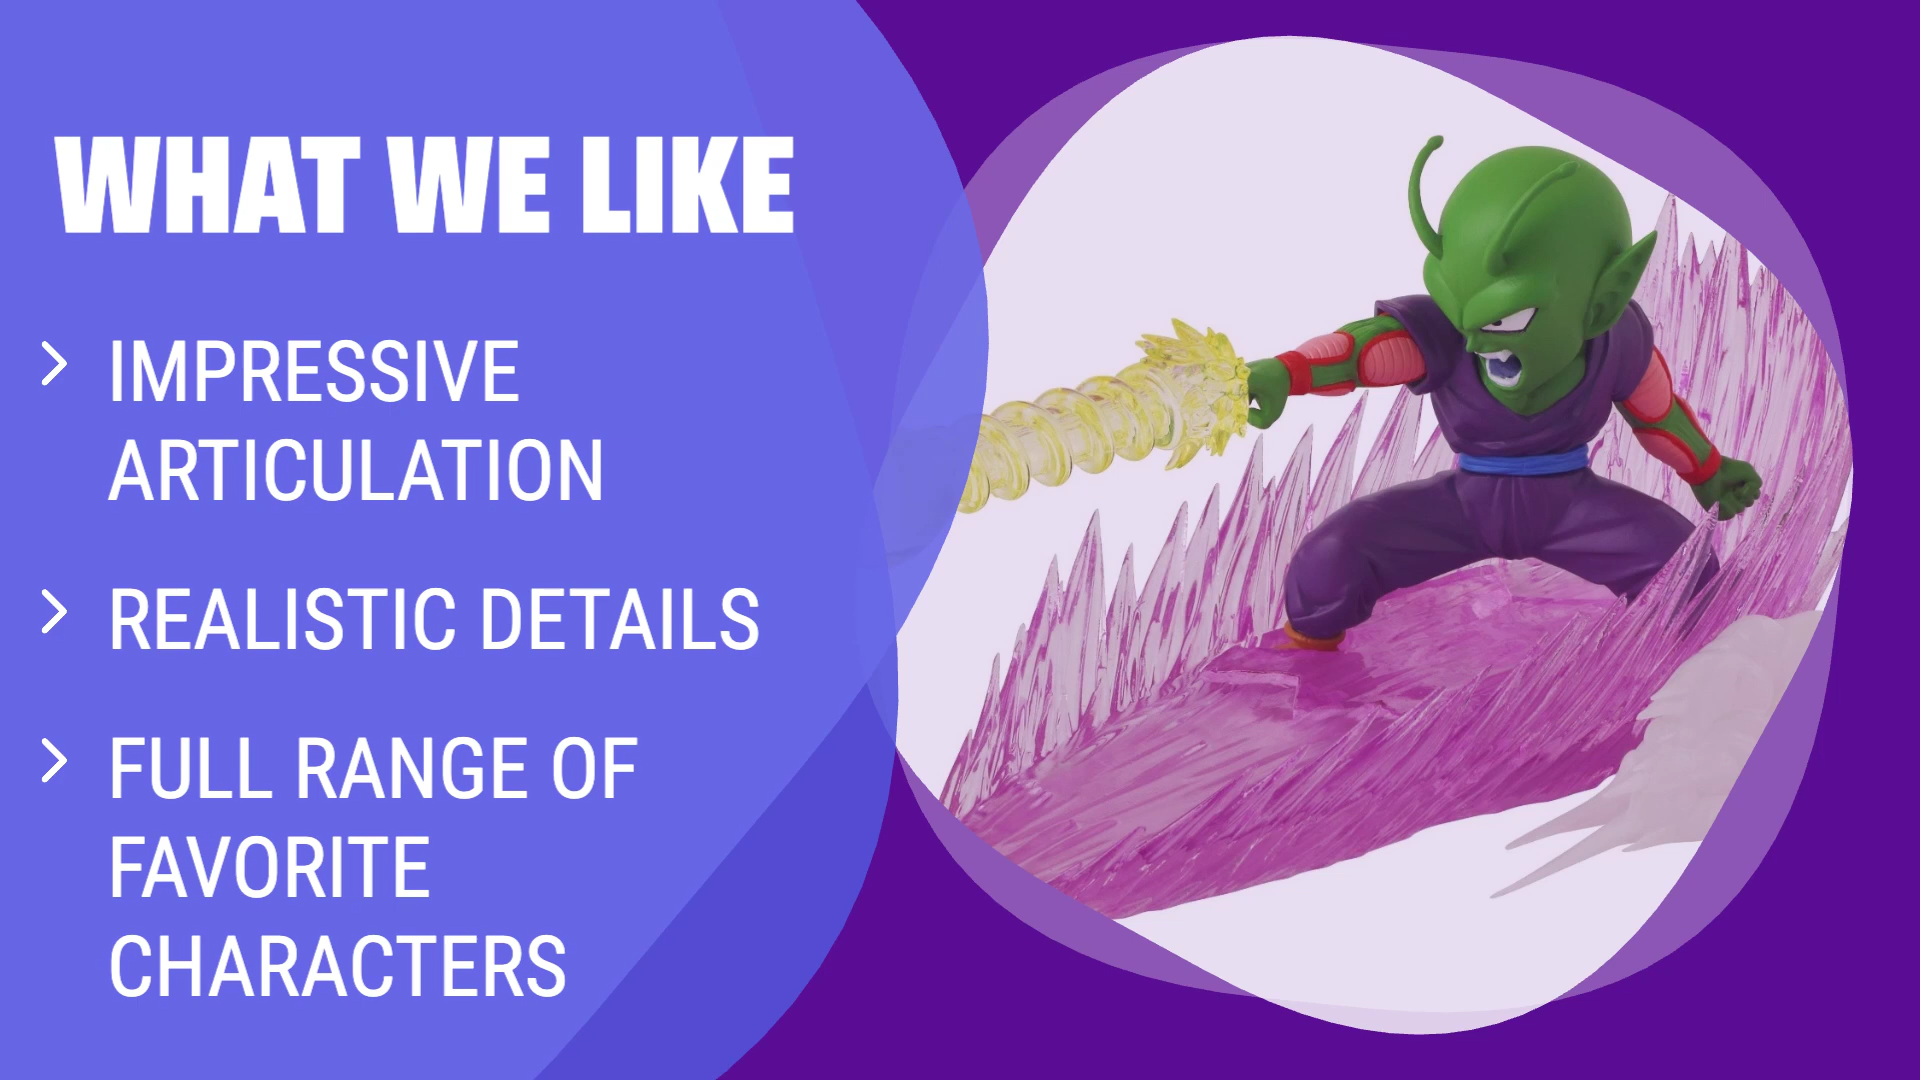 WHAT WE LIKE
IMPRESSIVE
ARTICULATION
REALISTIC DETAILS
FULL RANGE OF
FAVORITE
CHARACTERS